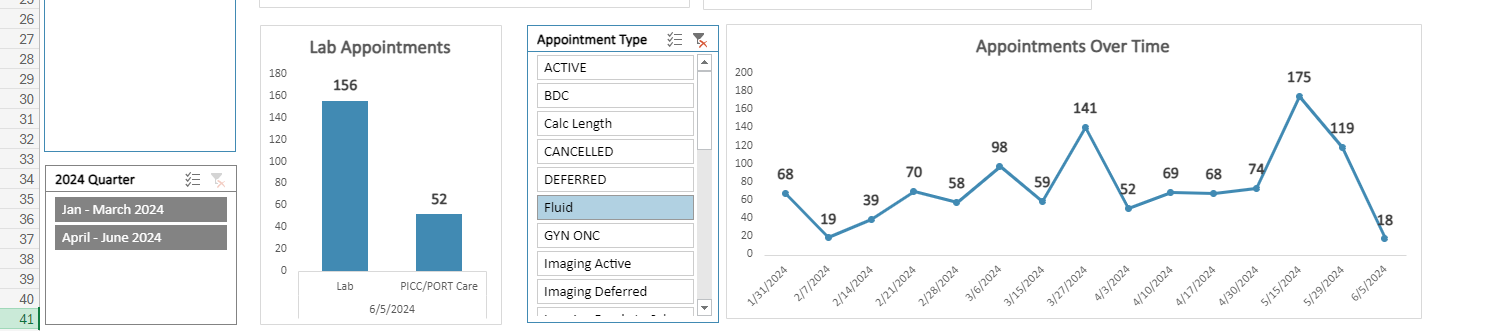 25
26
27
28
29
30
31
32
33
34
35
36
37
38
39
40
41
2024 Quarter
Jan - March 2024
April - June 2024
Lab Appointments
180
160
140
120
100
80
60
40
20
0
156
52
Lab PICC/PORT Care
6/5/2024
Appointment Type
ACTIVE
BDC
Calc Length
CANCELLED
DEFERRED
Fluid
GYN ONC
Imaging Active
Imaging Deferred
Appointments Over Time
200
180
160
140
120
100
80
60
40
20
0
68 19 39 70 58 98 59 141 52 69 68 74 175 119 18
1/31/2024 2/7/2024 2/14/2024 2/21/2024 2/28/2024 3/6/2024 3/15/2024 3/27/2024 4/3/2024 4/10/2024 4/17/2024 4/30/2024 5/15/2024 5/29/2024 6/5/2024